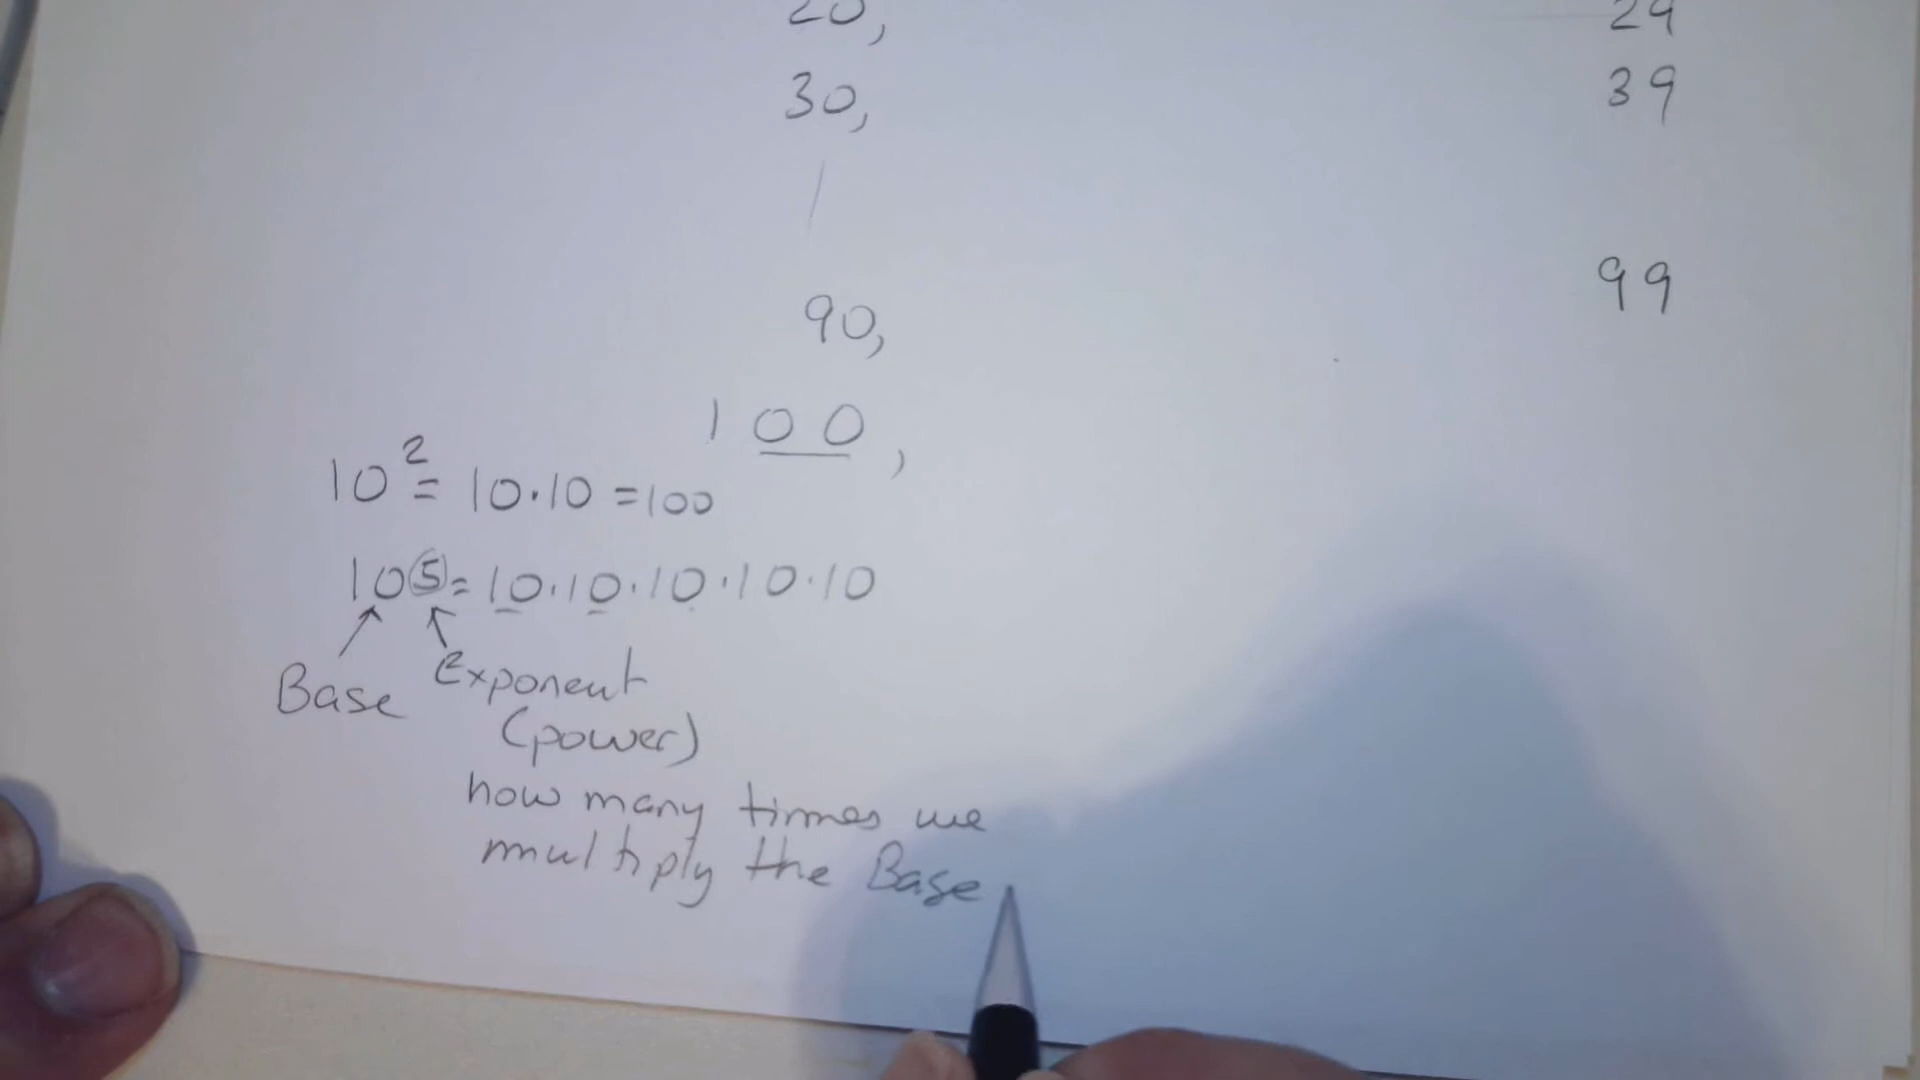 20, 29
30, 39
90, 99
100,
10² = 10·10 = 100
10⁵ = 10·10·10·10·10
Base Exponent
(power)
how many times we
multiply the Base